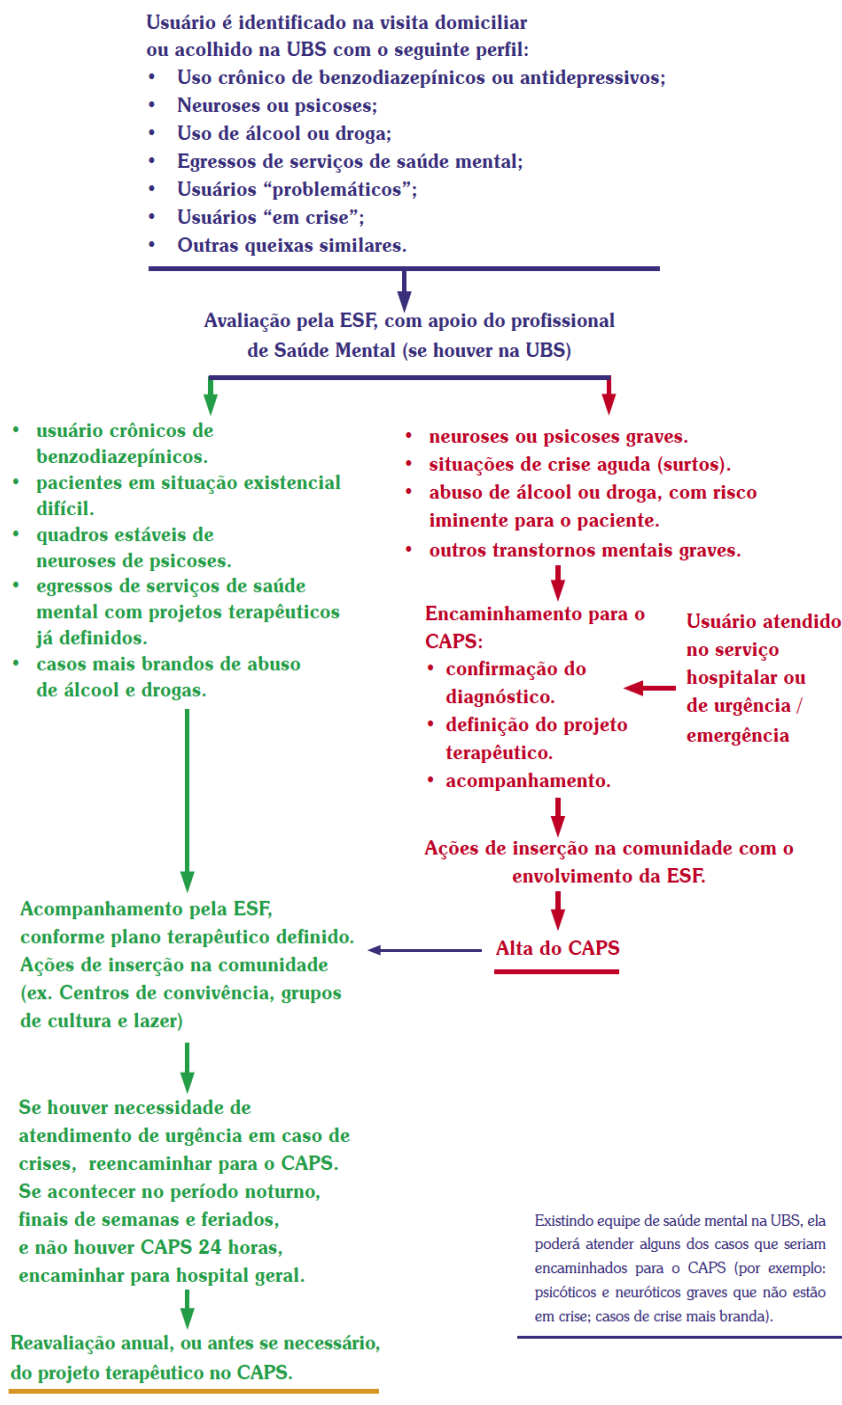 Usuário é identificado na visita domiciliar
ou acolhido na UBS com o seguinte perfil:
• Uso crônico de benzodiazepínicos ou antidepressivos;
• Neuroses ou psicoses;
• Uso de álcool ou droga;
• Egressos de serviços de saúde mental;
• Usuários “problemáticos”;
• Usuários “em crise”;
• Outras queixas similares.
Avaliação pela ESF, com apoio do profissional
de Saúde Mental (se houver na UBS)
• usuário crônicos de
benzodiazepínicos.
• pacientes em situação existencial
difícil.
• quadros estáveis de
neuroses de psicoses.
• egressos de serviços de saúde
mental com projetos terapêuticos
já definidos.
• casos mais brandos de abuso
de álcool e drogas.
• neuroses ou psicoses graves.
• situações de crise aguda (surtos).
• abuso de álcool ou droga, com risco
iminente para o paciente.
• outros transtornos mentais graves.
Encaminhamento para o
CAPS:
• confirmação do
diagnóstico.
• definição do projeto
terapêutico.
• acompanhamento.
Usuário atendido
no serviço
hospitalar ou
de urgência /
emergência
Ações de inserção na comunidade com o
envolvimento da ESF.
Alta do CAPS
Acompanhamento pela ESF,
conforme plano terapêutico definido.
Ações de inserção na comunidade
(ex. Centros de convivência, grupos
de cultura e lazer)
Se houver necessidade de
atendimento de urgência em caso de
crises, reencaminhar para o CAPS.
Se acontecer no período noturno,
finais de semanas e feriados,
e não houver CAPS 24 horas,
encaminhar para hospital geral.
Reavaliação anual, ou antes se necessário,
do projeto terapêutico no CAPS.
Existindo equipe de saúde mental na UBS, ela
poderá atender alguns dos casos que seriam
encaminhados para o CAPS (por exemplo:
psicóticos e neuróticos graves que não estão
em crise; casos de crise mais branda).